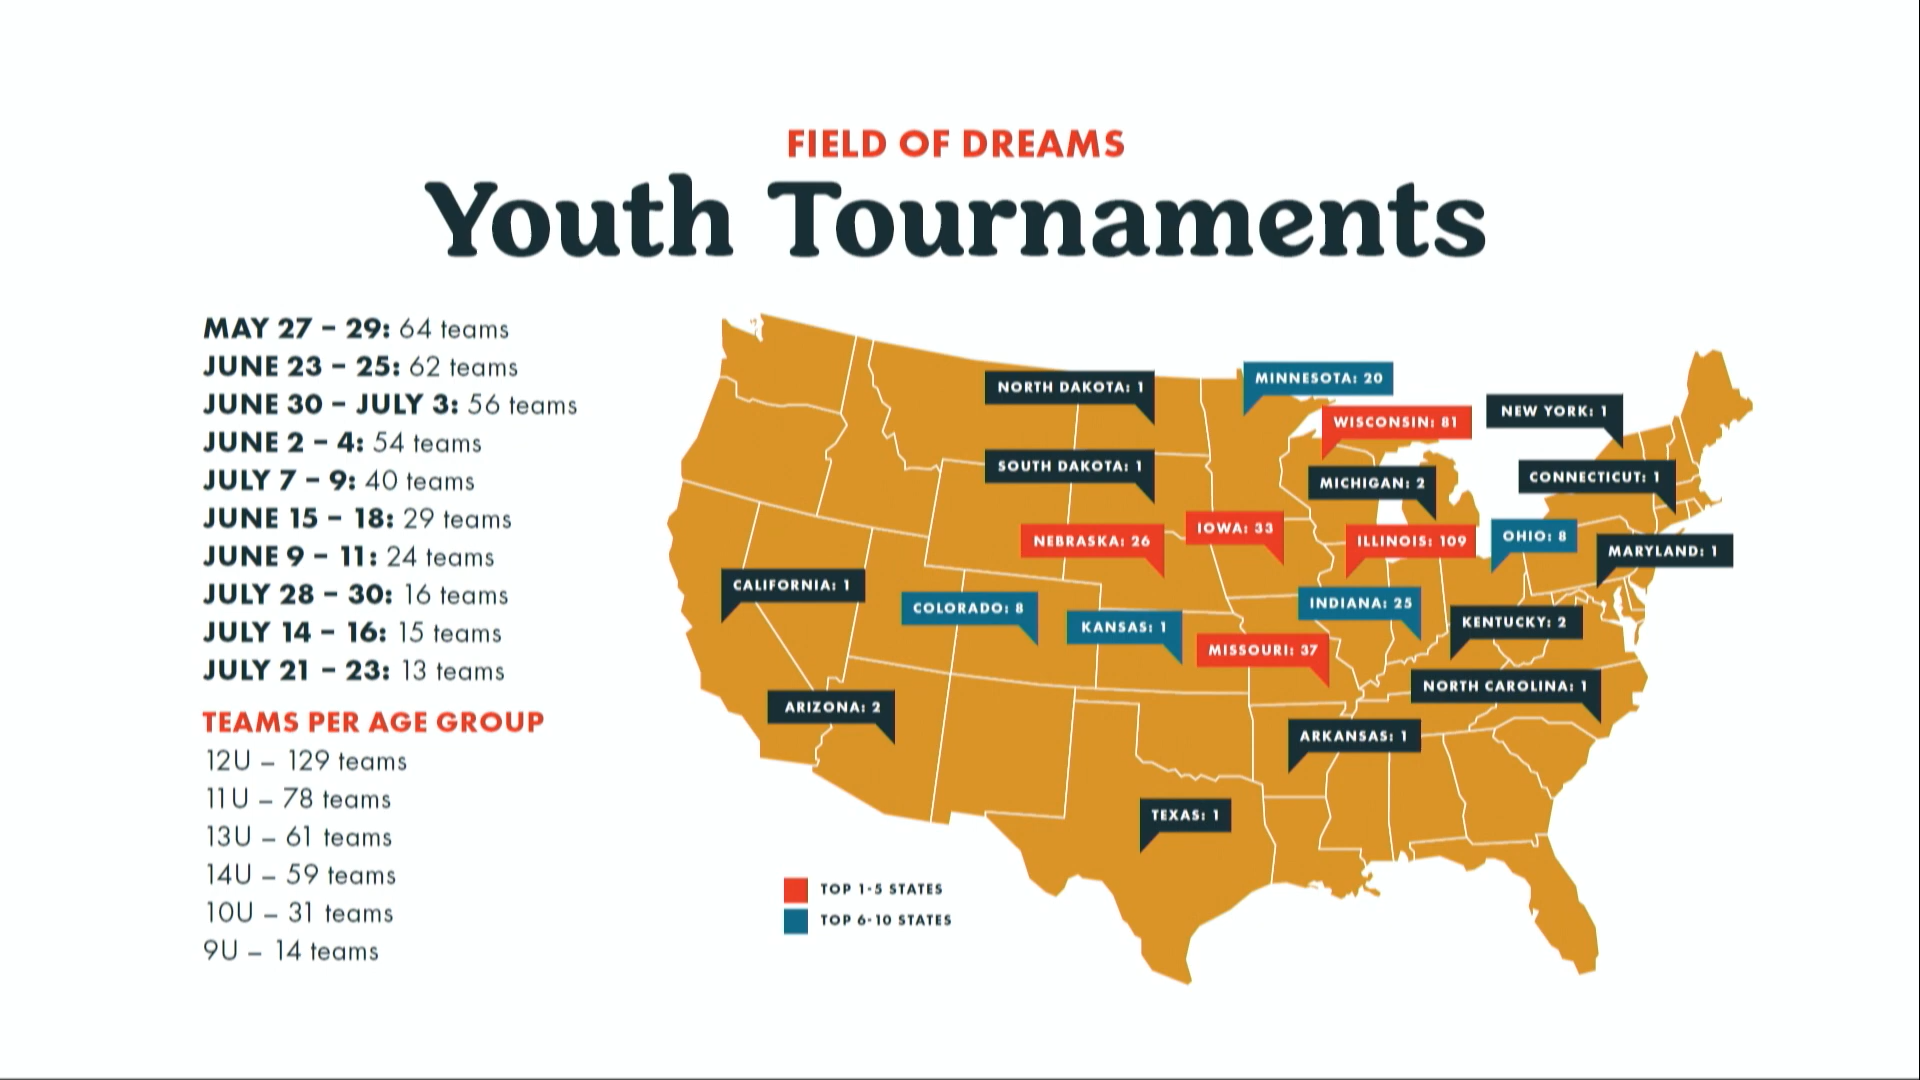 FIELD OF DREAMS
Youth Tournaments
MAY 27 – 29: 64 teams
JUNE 23 – 25: 62 teams
JUNE 30 – JULY 3: 56 teams
JUNE 2 – 4: 54 teams
JULY 7 – 9: 40 teams
JUNE 15 – 18: 29 teams
JUNE 9 – 11: 24 teams
JULY 28 – 30: 16 teams
JULY 14 – 16: 15 teams
JULY 21 – 23: 13 teams
TEAMS PER AGE GROUP
12U – 129 teams
11U – 78 teams
13U – 61 teams
14U – 59 teams
10U – 31 teams
9U – 14 teams
MINNESOTA: 20
NORTH DAKOTA: 1
NEW YORK: 1
WISCONSIN: 81
SOUTH DAKOTA: 1
CONNECTICUT: 1
MICHIGAN: 2
IOWA: 33
OHIO: 8
NEBRASKA: 26
ILLINOIS: 109
MARYLAND: 1
CALIFORNIA: 1
INDIANA: 25
COLORADO: 8
KENTUCKY: 2
KANSAS: 1
MISSOURI: 37
NORTH CAROLINA: 1
ARIZONA: 2
ARKANSAS: 1
TEXAS: 1
TOP 1-5 STATES
TOP 6-10 STATES